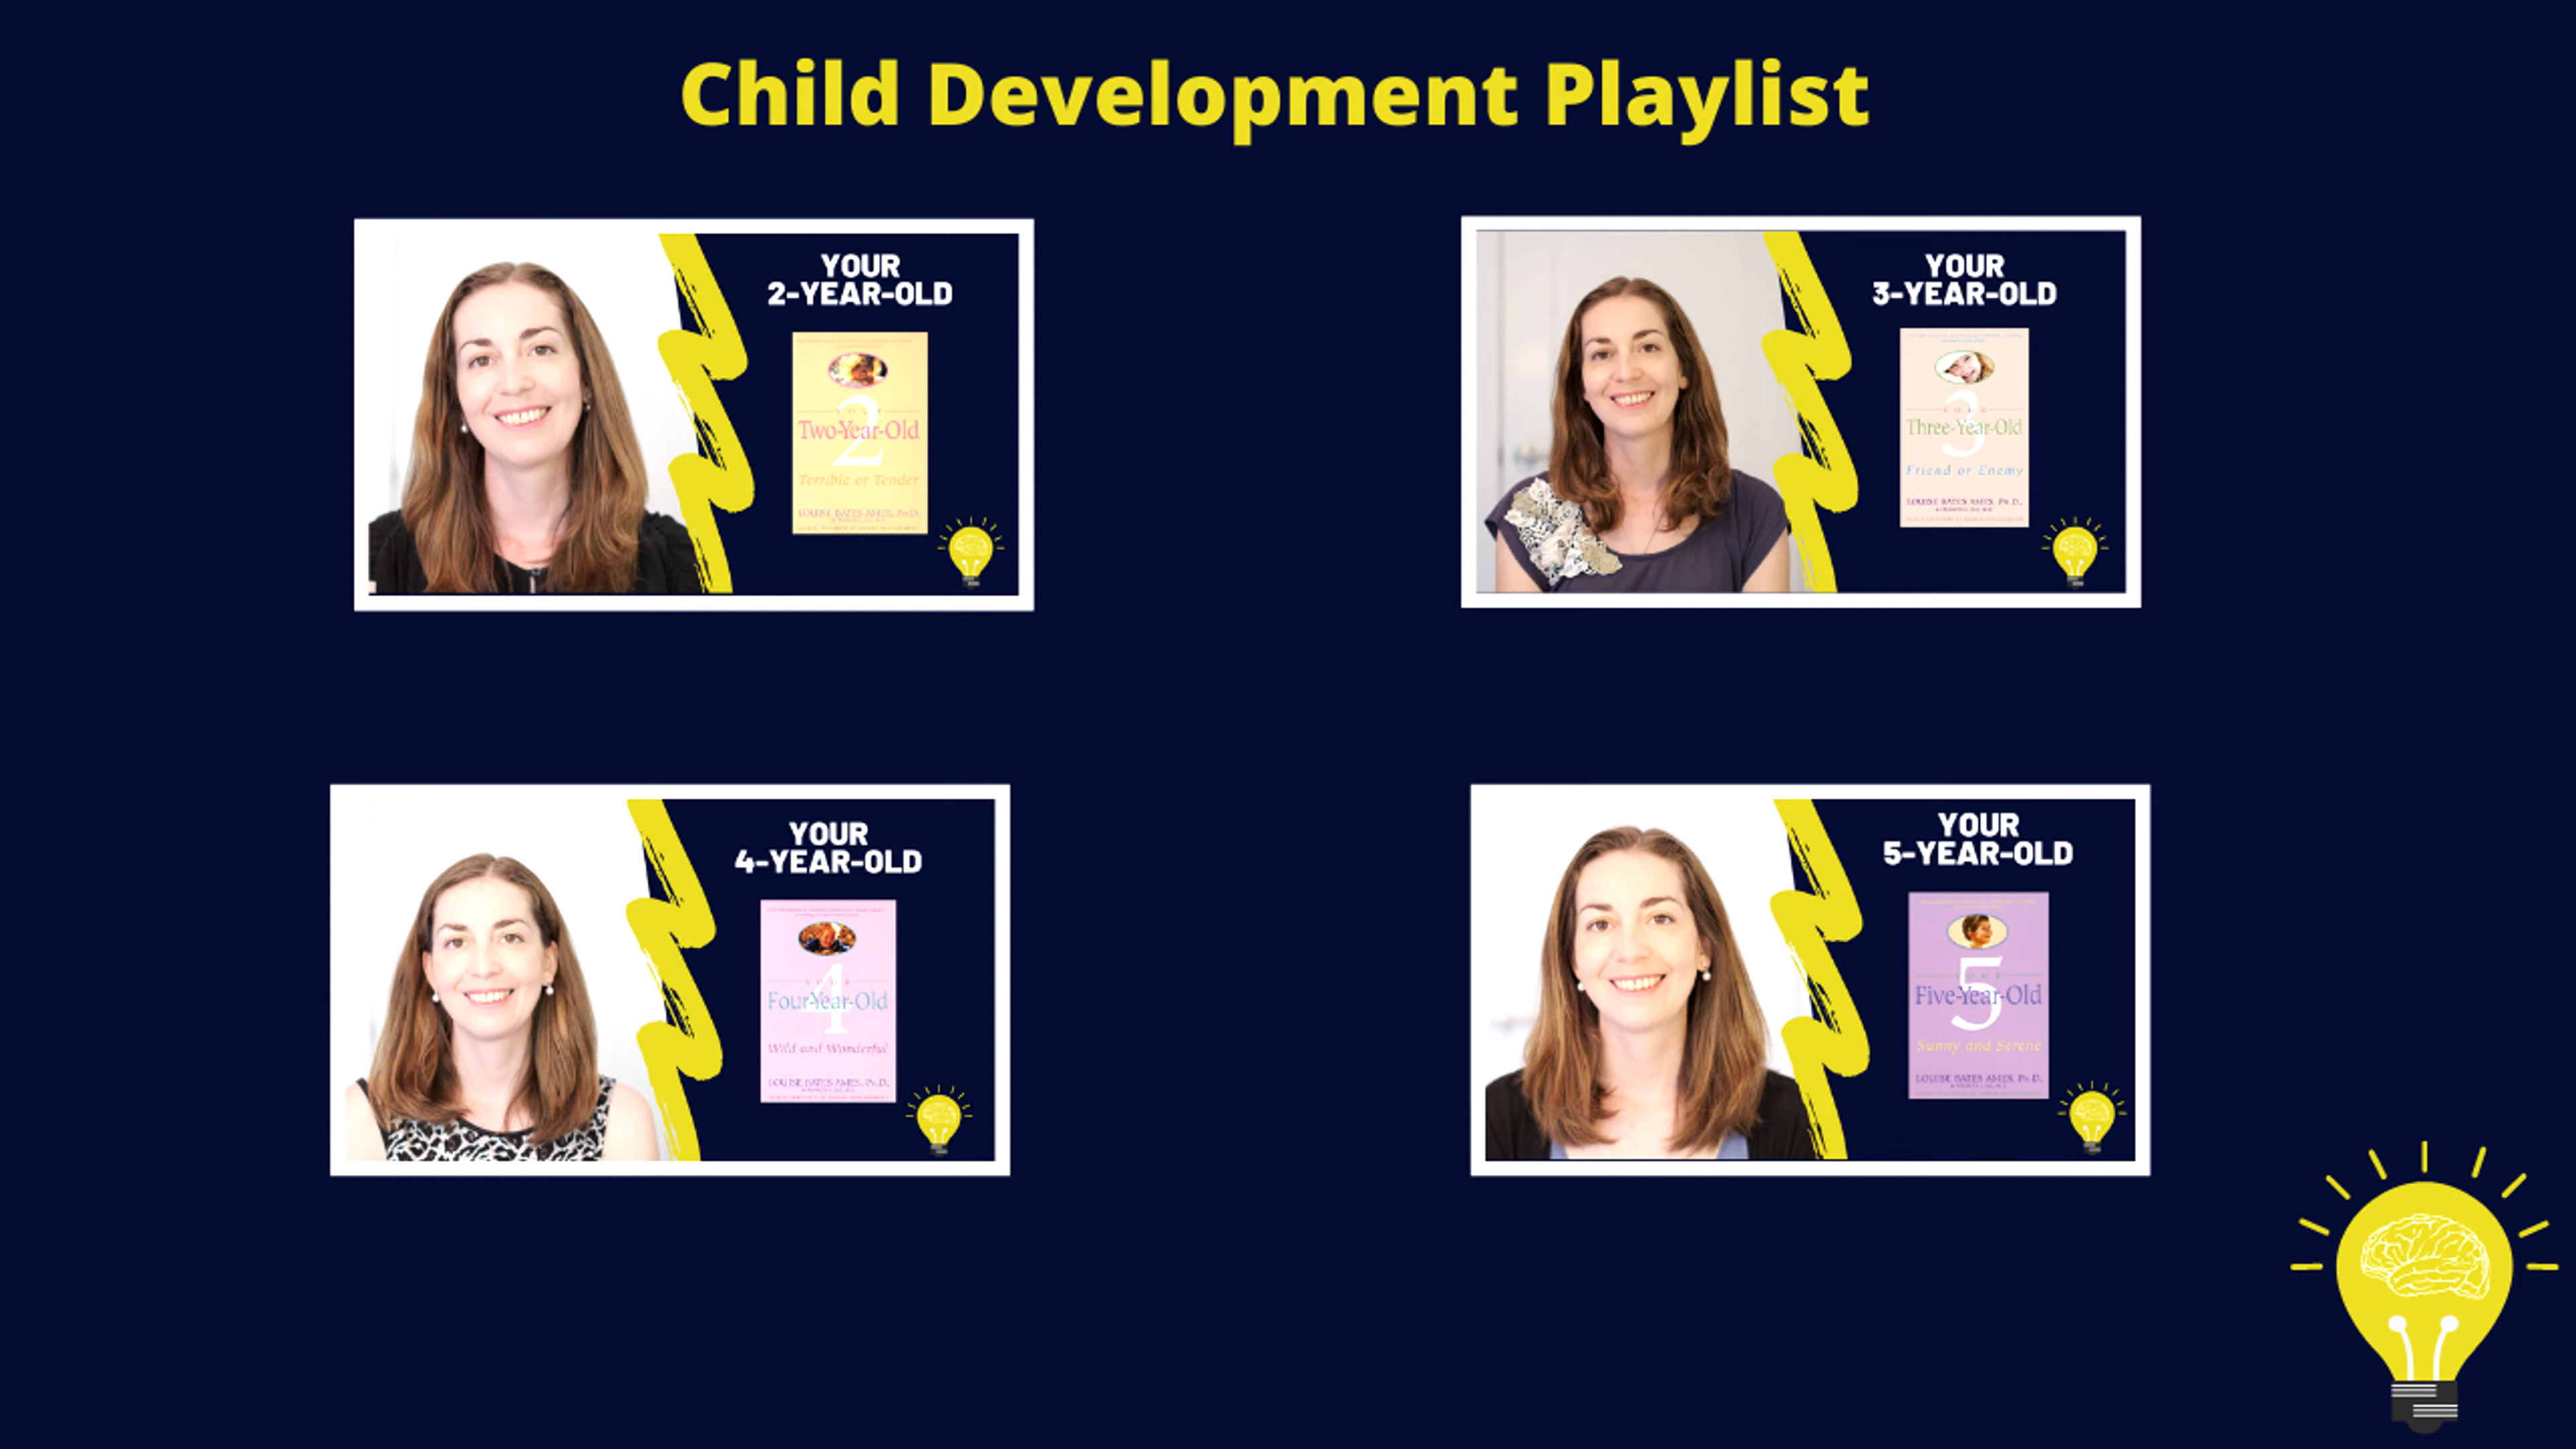 Child Development Playlist
YOUR
2-YEAR-OLD
2
YOUR
Two-Year-Old
Terrible or Tender
LOUISE BATES AMES, Ph.D.,
YOUR
3-YEAR-OLD
3
YOUR
Three-Year-Old
Friend or Enemy
LOUISE BATES AMES, Ph.D.,
YOUR
4-YEAR-OLD
4
YOUR
Four-Year-Old
Wild and Wonderful
LOUISE BATES AMES, Ph.D.,
YOUR
5-YEAR-OLD
5
Five-Year-Old
Sunny and Serene
LOUISE BATES AMES, Ph.D.,